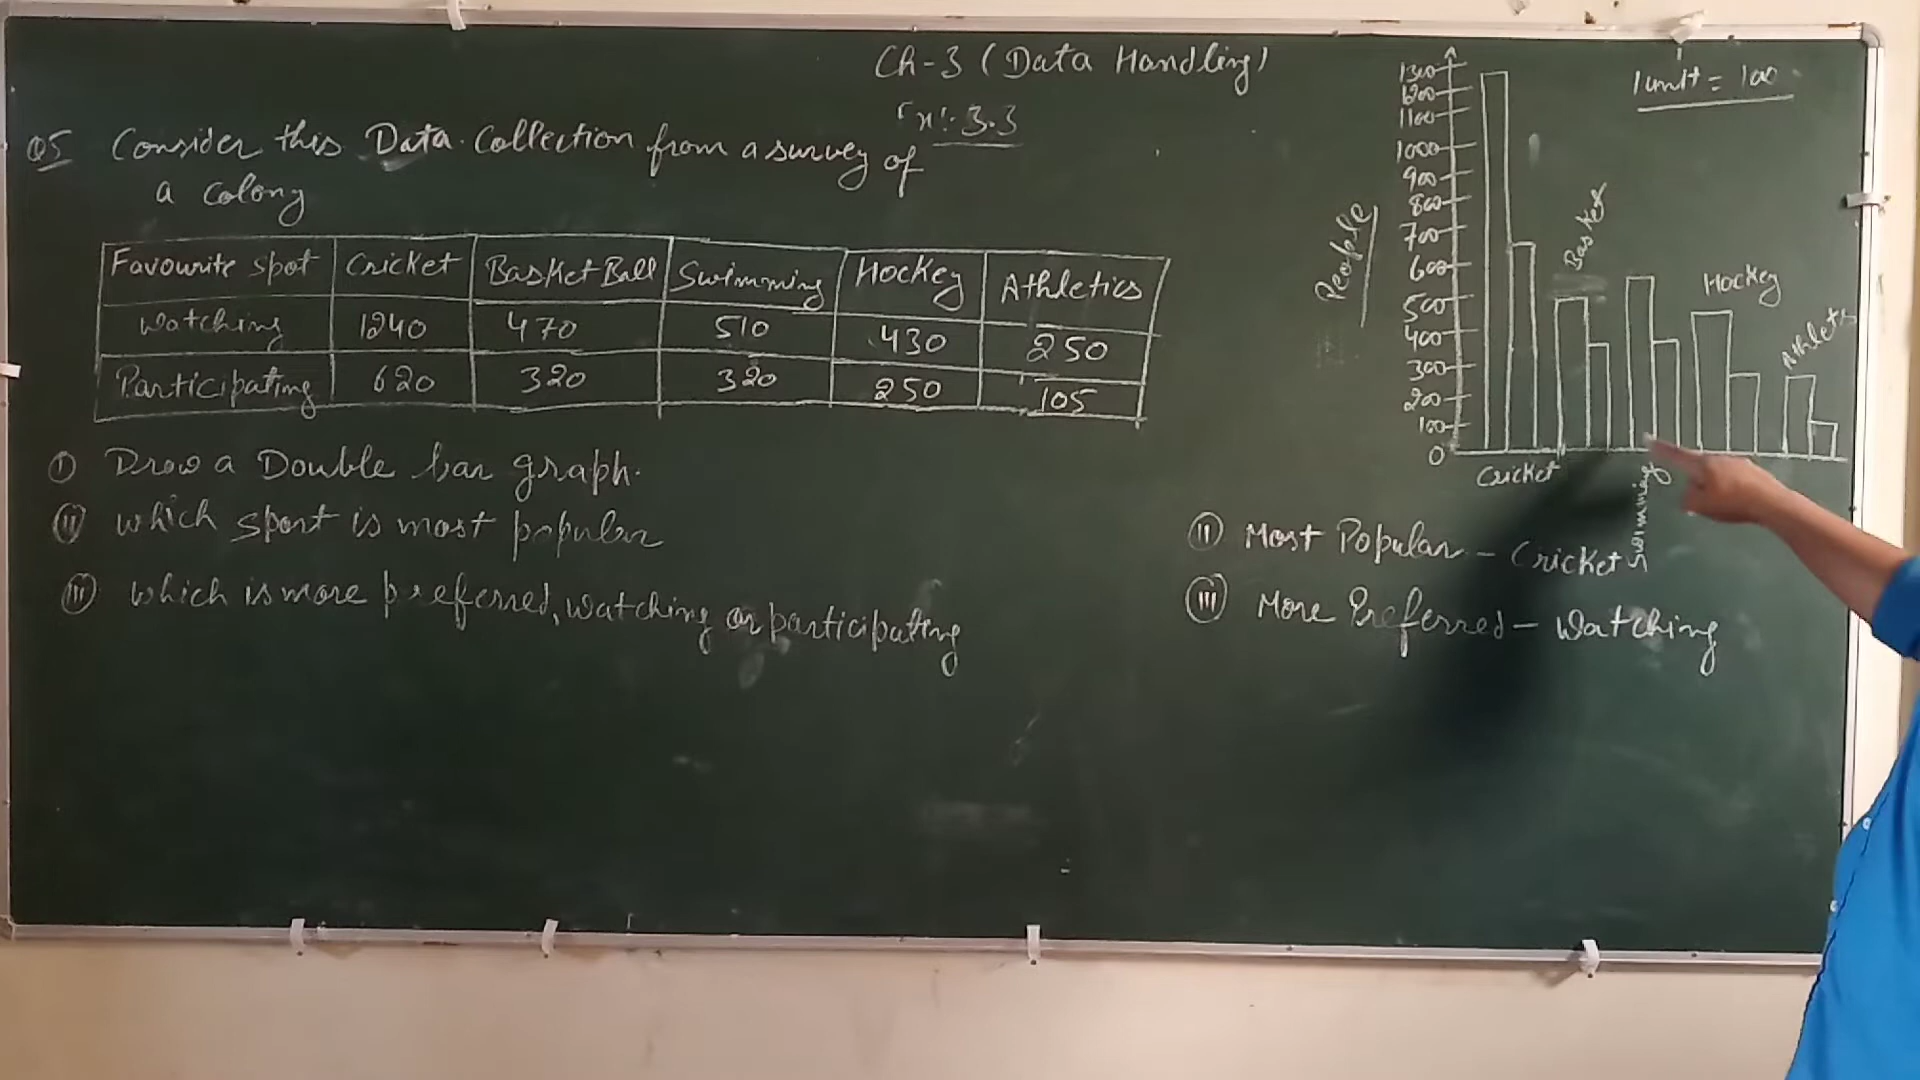 Ch-3 (Data Handling)
Ex:- 3.3
Q5 Consider this Data Collection from a survey of
a Colony
Favourite spot Cricket Basket Ball Swimming Hockey Athletics
Watching 1240 470 510 430 250
Participating 620 320 320 250 105
(I) Draw a Double bar graph.
(II) which sport is most popular
(III) which is more preferred, watching or participating
1 unit = 100
People
1300
1200
1100
1000
900
800
700
600
500
400
300
200
100
0
Basket
Hockey
Athlets
Cricket
Swimming
(II) Most Popular - Cricket
(III) More Preferred - Watching